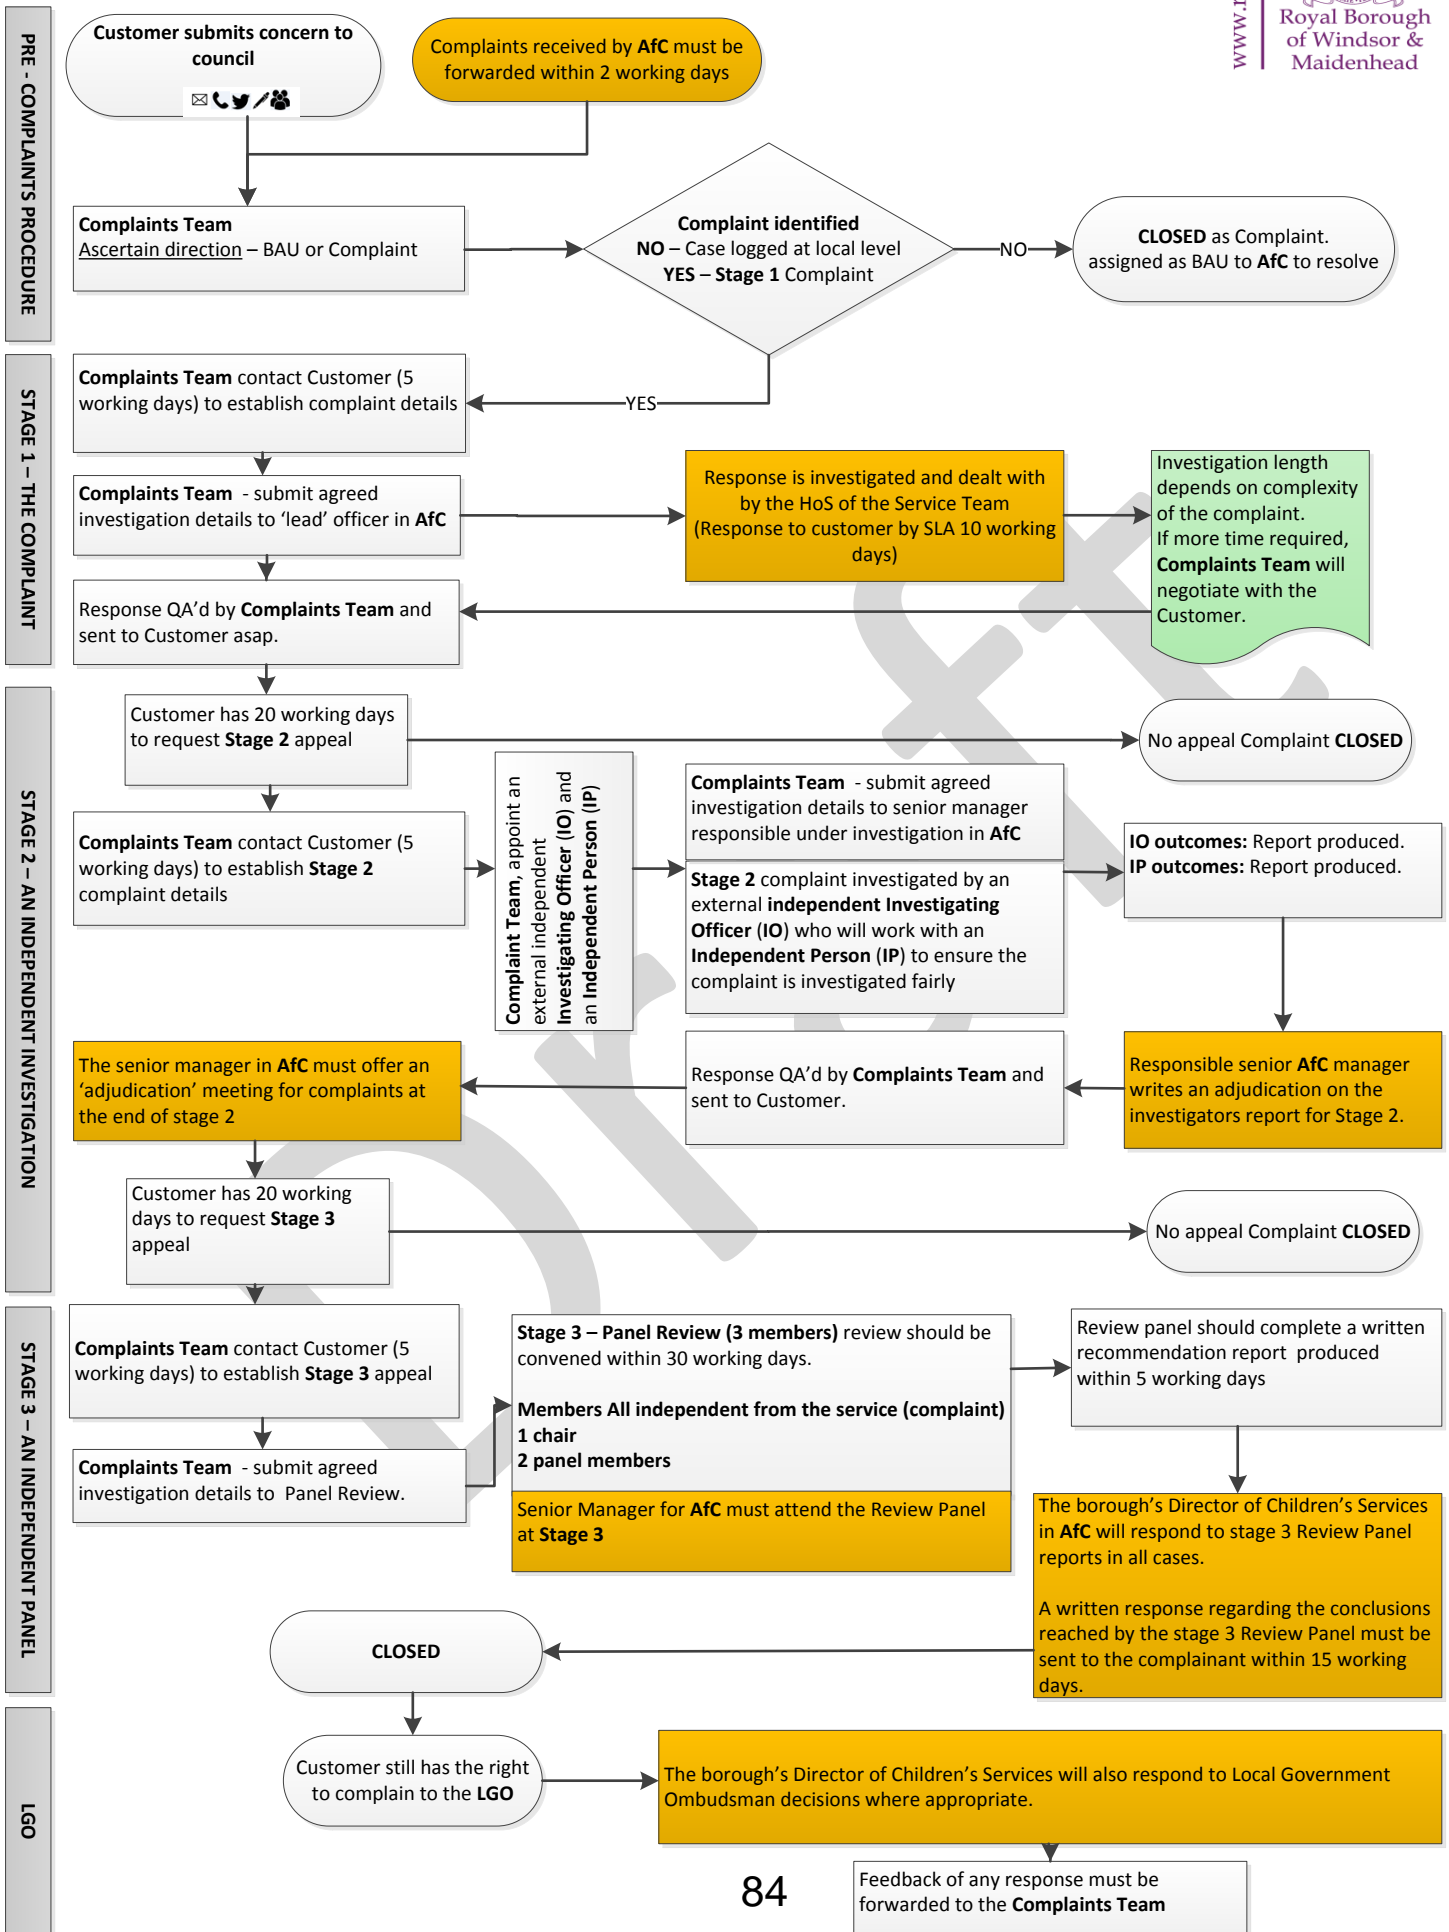 www.r
Royal Borough
of Windsor &
Maidenhead
PRE - COMPLAINTS PROCEDURE
Customer submits concern to
council
Complaints received by AfC must be
forwarded within 2 working days
Complaints Team
Ascertain direction – BAU or Complaint
Complaint identified
NO – Case logged at local level
YES – Stage 1 Complaint
NO
CLOSED as Complaint.
assigned as BAU to AfC to resolve
YES
STAGE 1 – THE COMPLAINT
Complaints Team contact Customer (5
working days) to establish complaint details
Complaints Team - submit agreed
investigation details to ‘lead’ officer in AfC
Response is investigated and dealt with
by the HoS of the Service Team
(Response to customer by SLA 10 working
days)
Investigation length
depends on complexity
of the complaint.
If more time required,
Complaints Team will
negotiate with the
Customer.
Response QA’d by Complaints Team and
sent to Customer asap.
STAGE 2 – AN INDEPENDENT INVESTIGATION
Customer has 20 working days
to request Stage 2 appeal
No appeal Complaint CLOSED
Complaints Team contact Customer (5
working days) to establish Stage 2
complaint details
Complaint Team, appoint an
external independent
Investigating Officer (IO) and
an Independent Person (IP)
Complaints Team - submit agreed
investigation details to senior manager
responsible under investigation in AfC
Stage 2 complaint investigated by an
external independent Investigating
Officer (IO) who will work with an
Independent Person (IP) to ensure the
complaint is investigated fairly
IO outcomes: Report produced.
IP outcomes: Report produced.
Responsible senior AfC manager
writes an adjudication on the
investigators report for Stage 2.
Response QA’d by Complaints Team and
sent to Customer.
The senior manager in AfC must offer an
‘adjudication’ meeting for complaints at
the end of stage 2
Customer has 20 working
days to request Stage 3
appeal
No appeal Complaint CLOSED
STAGE 3 – AN INDEPENDENT PANEL
Complaints Team contact Customer (5
working days) to establish Stage 3 appeal
Complaints Team - submit agreed
investigation details to Panel Review.
Stage 3 – Panel Review (3 members) review should be
convened within 30 working days.
Members All independent from the service (complaint)
1 chair
2 panel members
Senior Manager for AfC must attend the Review Panel
at Stage 3
Review panel should complete a written
recommendation report produced
within 5 working days
The borough’s Director of Children’s Services
in AfC will respond to stage 3 Review Panel
reports in all cases.
A written response regarding the conclusions
reached by the stage 3 Review Panel must be
sent to the complainant within 15 working
days.
CLOSED
LGO
Customer still has the right
to complain to the LGO
The borough’s Director of Children’s Services will also respond to Local Government
Ombudsman decisions where appropriate.
Feedback of any response must be
forwarded to the Complaints Team
84
Draft